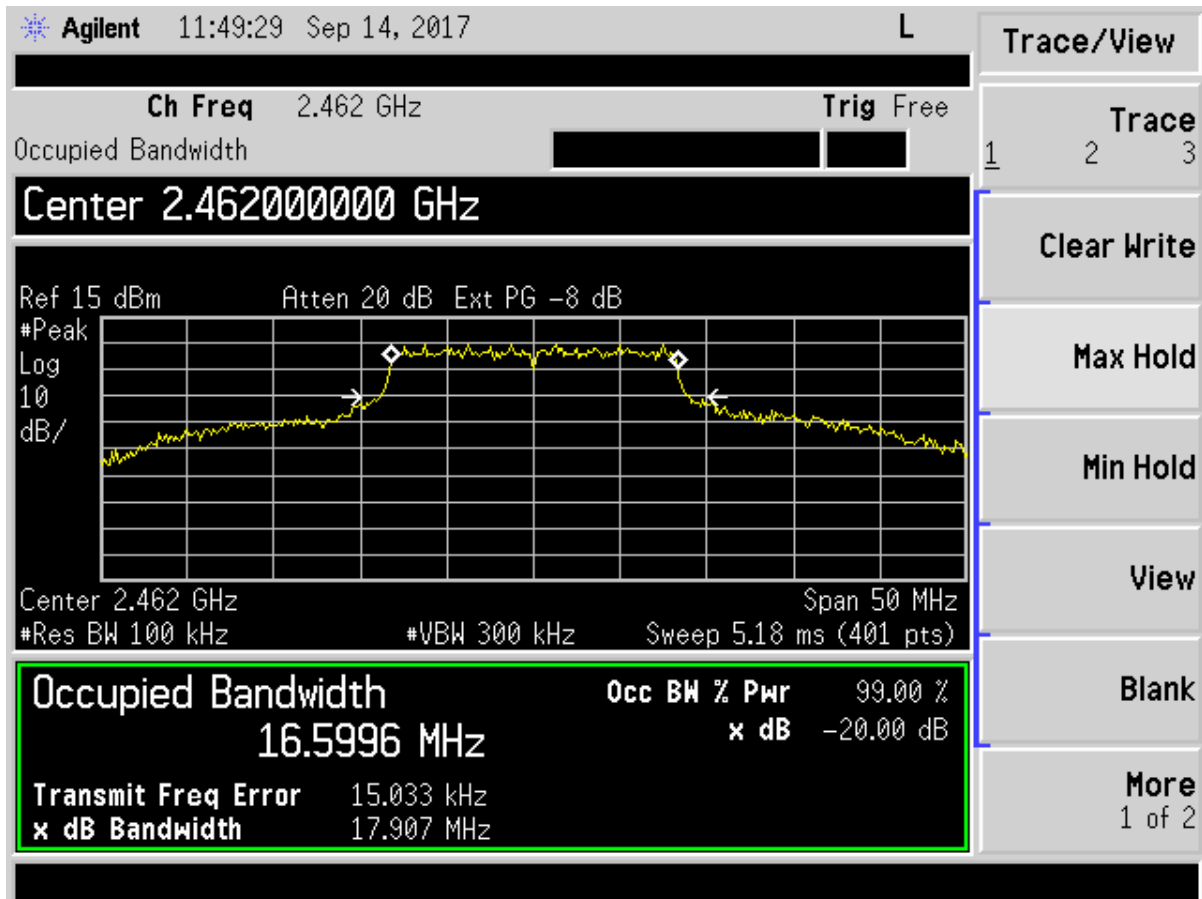 Agilent 11:49:29 Sep 14, 2017 L
Trace/View
Ch Freq 2.462 GHz Trig Free
Occupied Bandwidth
Trace
1 2 3
Center 2.462000000 GHz
Clear Write
Ref 15 dBm Atten 20 dB Ext PG -8 dB
#Peak
Log
10
dB/
Max Hold
Min Hold
View
Center 2.462 GHz Span 50 MHz
#Res BW 100 kHz #VBW 300 kHz Sweep 5.18 ms (401 pts)
Occupied Bandwidth Occ BW % Pwr 99.00 %
16.5996 MHz x dB -20.00 dB
Blank
Transmit Freq Error 15.033 kHz
x dB Bandwidth 17.907 MHz
More
1 of 2